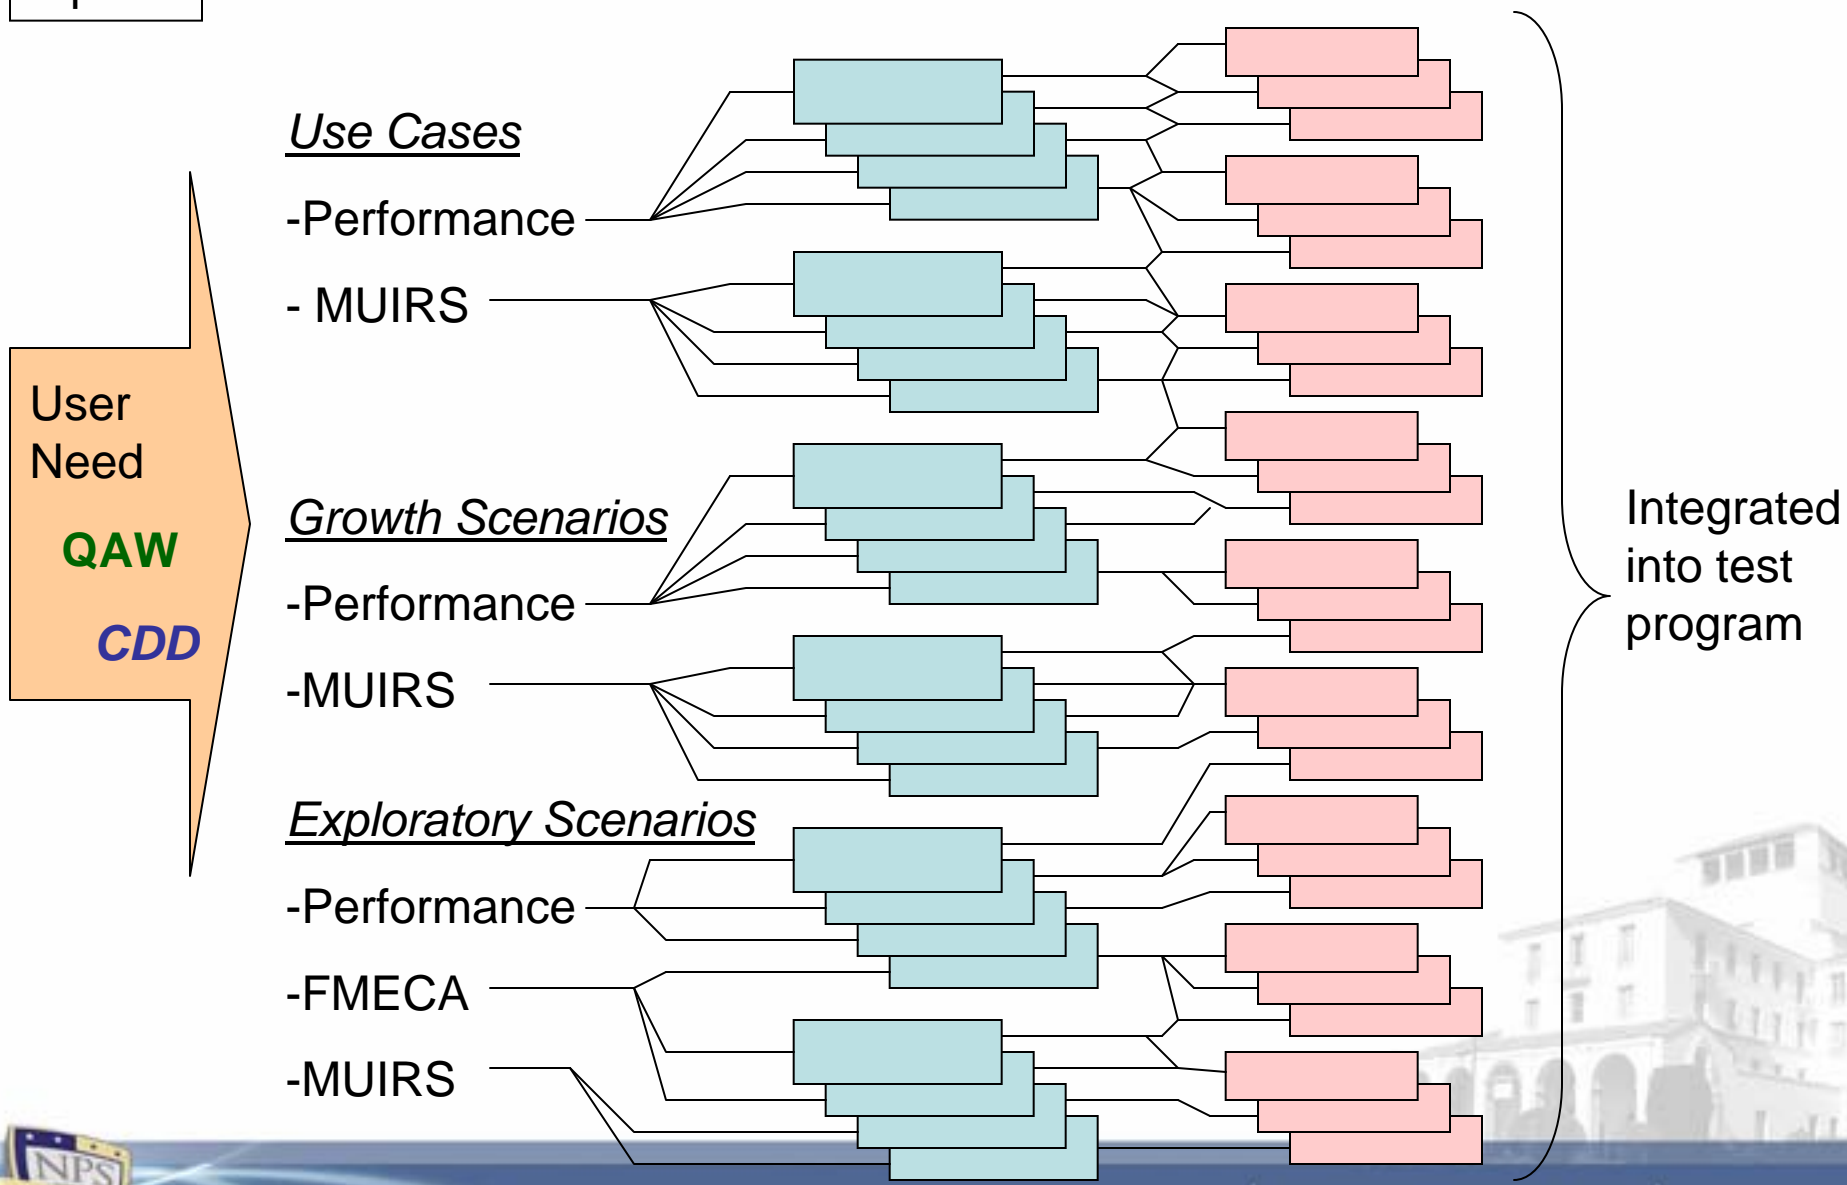 Use Cases
-Performance
- MUIRS
User
Need
QAW
CDD
Growth Scenarios
-Performance
-MUIRS
Exploratory Scenarios
-Performance
-FMECA
-MUIRS
Integrated
into test
program
NPS